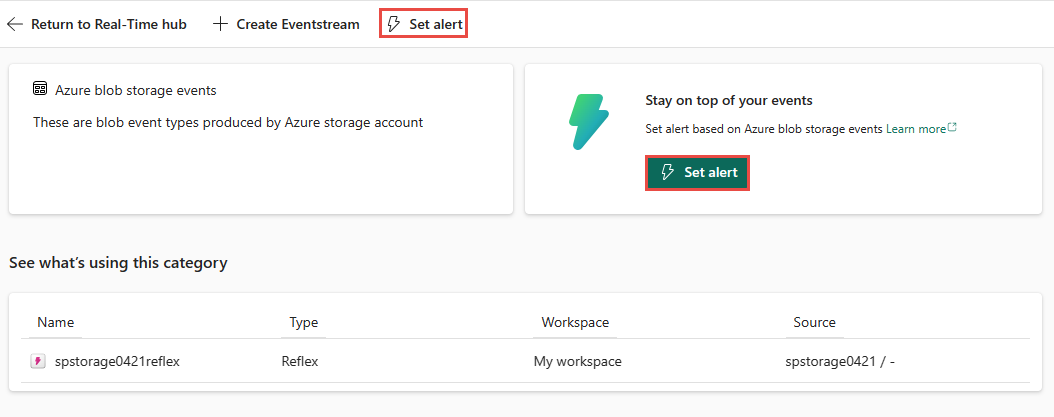 Return to Real-Time hub Create Eventstream Set alert
Azure blob storage events
These are blob event types produced by Azure storage account
Stay on top of your events
Set alert based on Azure blob storage events Learn more
Set alert
See what’s using this category
Name Type Workspace Source
spstorage0421reflex Reflex My workspace spstorage0421 / -